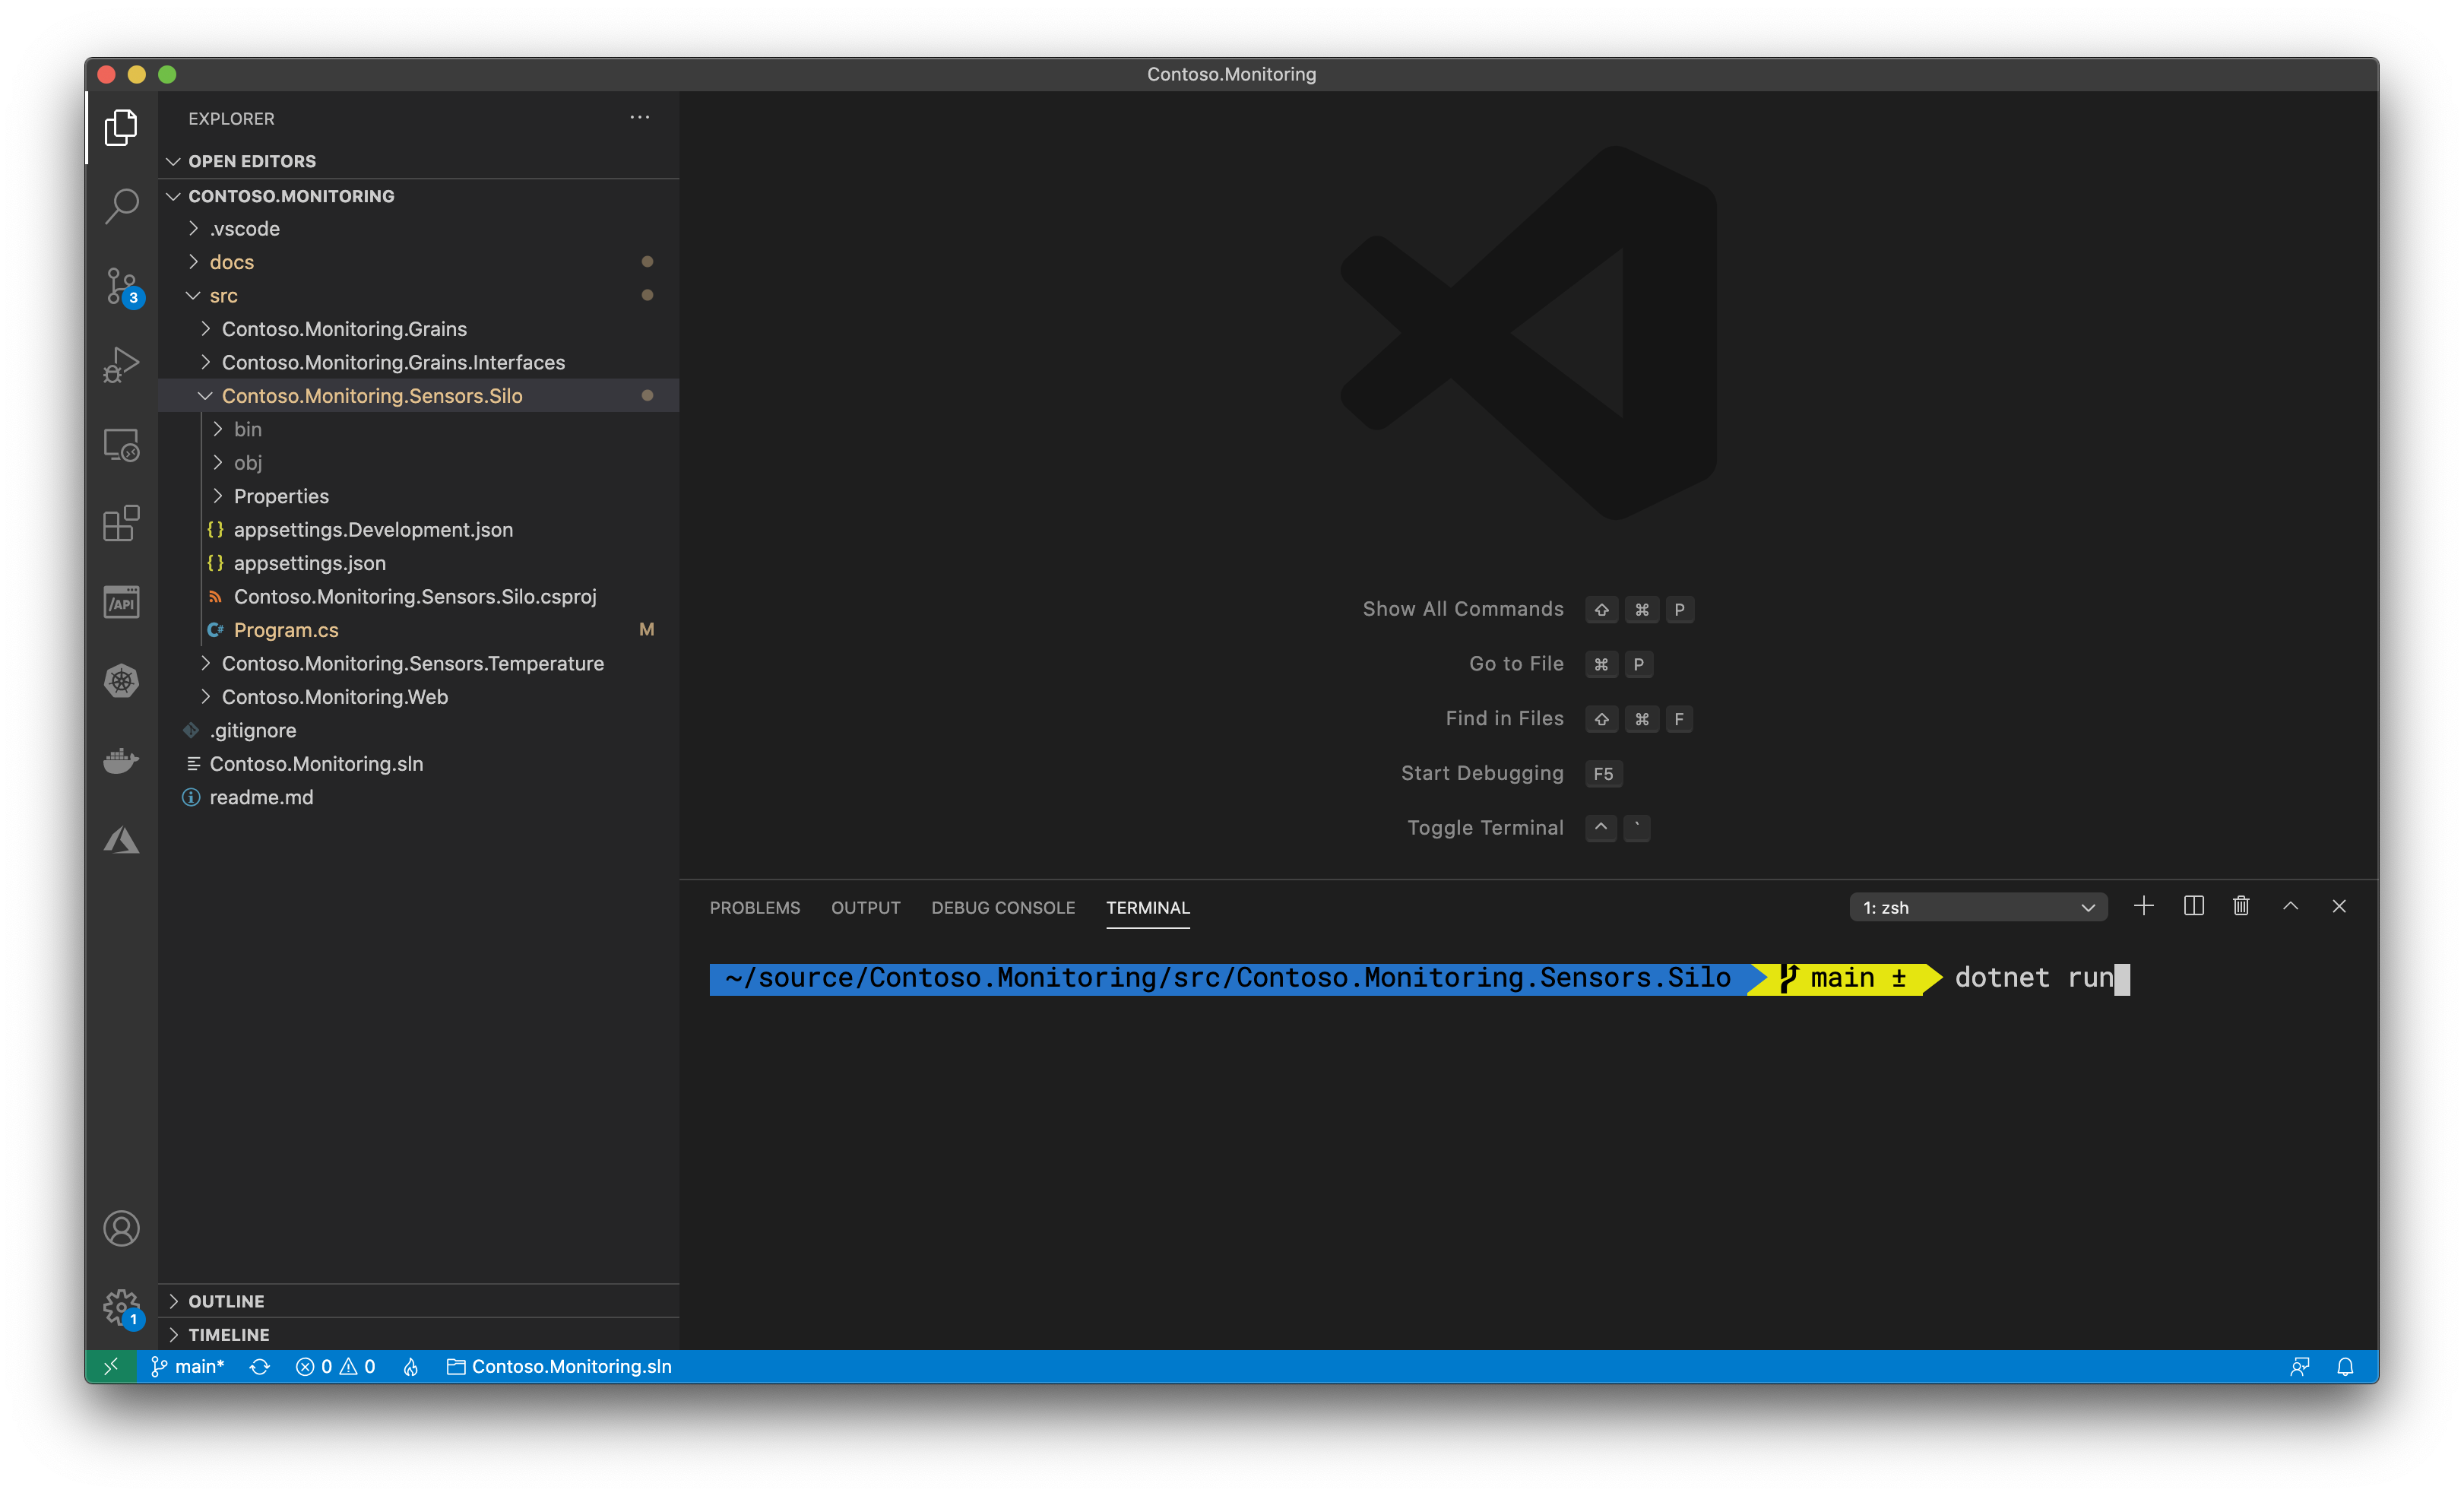 Contoso.Monitoring
EXPLORER
OPEN EDITORS
CONTOSO.MONITORING
.vscode
docs
src
Contoso.Monitoring.Grains
Contoso.Monitoring.Grains.Interfaces
Contoso.Monitoring.Sensors.Silo
bin
obj
Properties
{} appsettings.Development.json
{} appsettings.json
Contoso.Monitoring.Sensors.Silo.csproj
C# Program.cs M
Contoso.Monitoring.Sensors.Temperature
Contoso.Monitoring.Web
.gitignore
Contoso.Monitoring.sln
readme.md
3
/API
1
OUTLINE
TIMELINE
Show All Commands ⇧ ⌘ P
Go to File ⌘ P
Find in Files ⇧ ⌘ F
Start Debugging F5
Toggle Terminal ^ `
PROBLEMS OUTPUT DEBUG CONSOLE TERMINAL 1: zsh
~/source/Contoso.Monitoring/src/Contoso.Monitoring.Sensors.Silo main ± dotnet run
main* 0 0 Contoso.Monitoring.sln